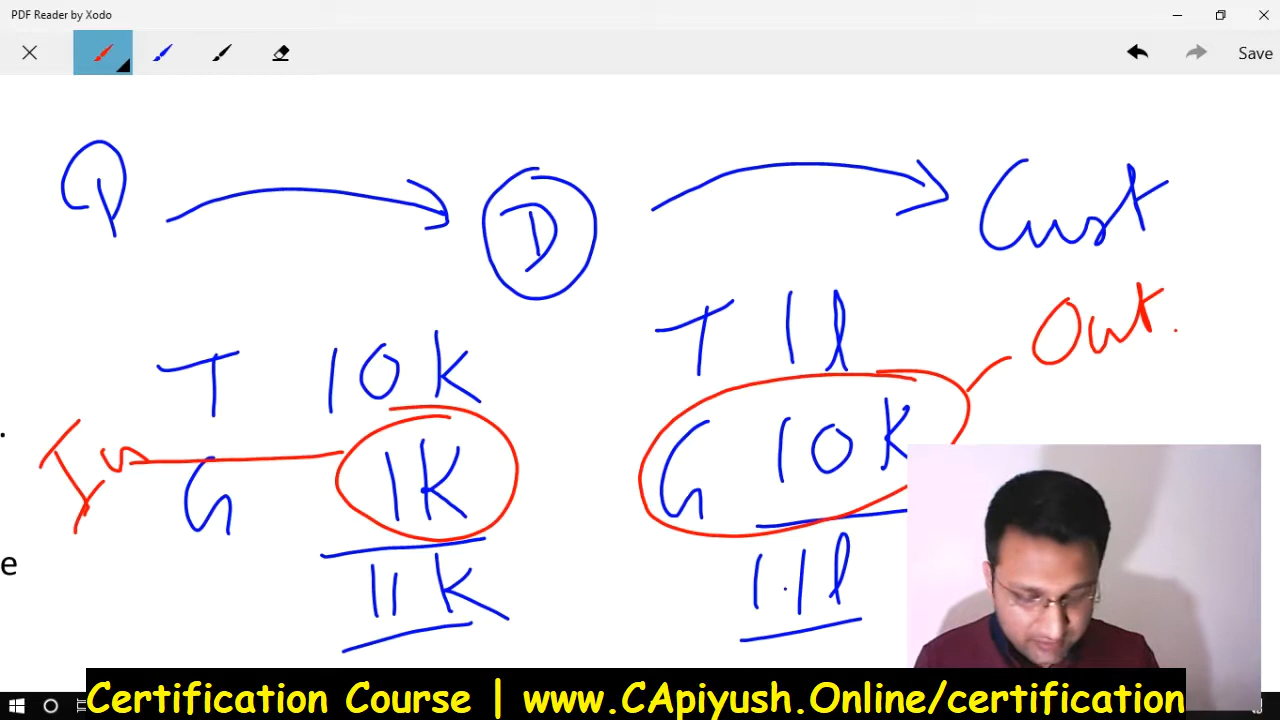 PDF Reader by Xodo
Save
P D Cust
T 10k T 1l Out.
.
In G 1k G 10k
e
11k 1.1l
Certification Course | www.CApiyush.Online/certification